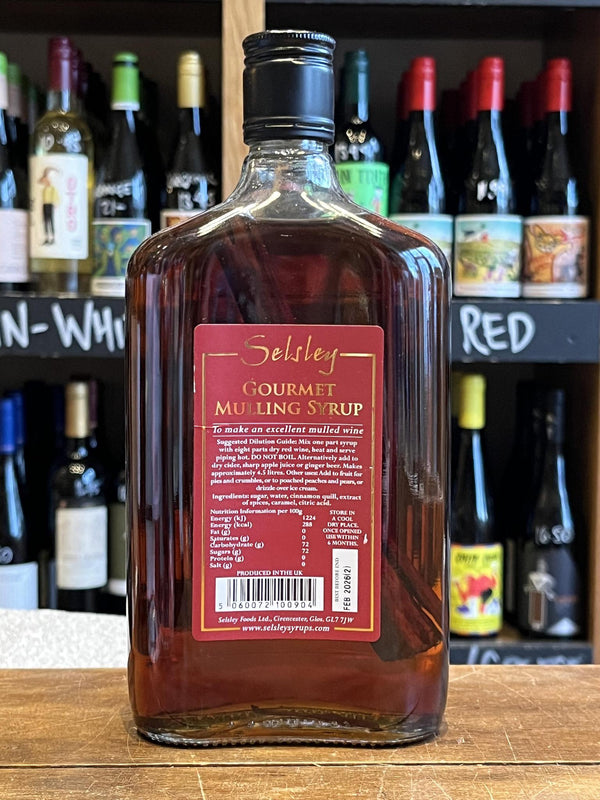 RED
Selsley
GOURMET
MULLING SYRUP
To make an excellent mulled wine
Suggested Dilution Guide: Mix one part syrup
with eight parts dry red wine, heat and serve
piping hot. DO NOT BOIL. Alternatively add to
dry cider, sharp apple juice or ginger beer. Makes
approximately 4.5 litres. Other uses: Add to fruit for
pies and crumbles, or to poached peaches and pears, or
drizzle over ice cream.
Ingredients: sugar, water, cinnamon quill, extract
of spices, caramel, citric acid.
Nutrition Information per 100g
Energy (kJ) 1224
Energy (kcal) 288
Fat (g) 0
Saturates (g) 0
Carbohydrate (g) 72
Sugars (g) 72
Protein (g) 0
Salt (g) 0
STORE IN
A COOL
DRY PLACE.
ONCE OPENED
USE WITHIN
6 MONTHS.
PRODUCED IN THE UK
BEST BEFORE END
FEB 2026(2)
5 060072 100904
Selsley Foods Ltd., Cirencester, Glos. GL7 7JW
www.selsleysyrups.com